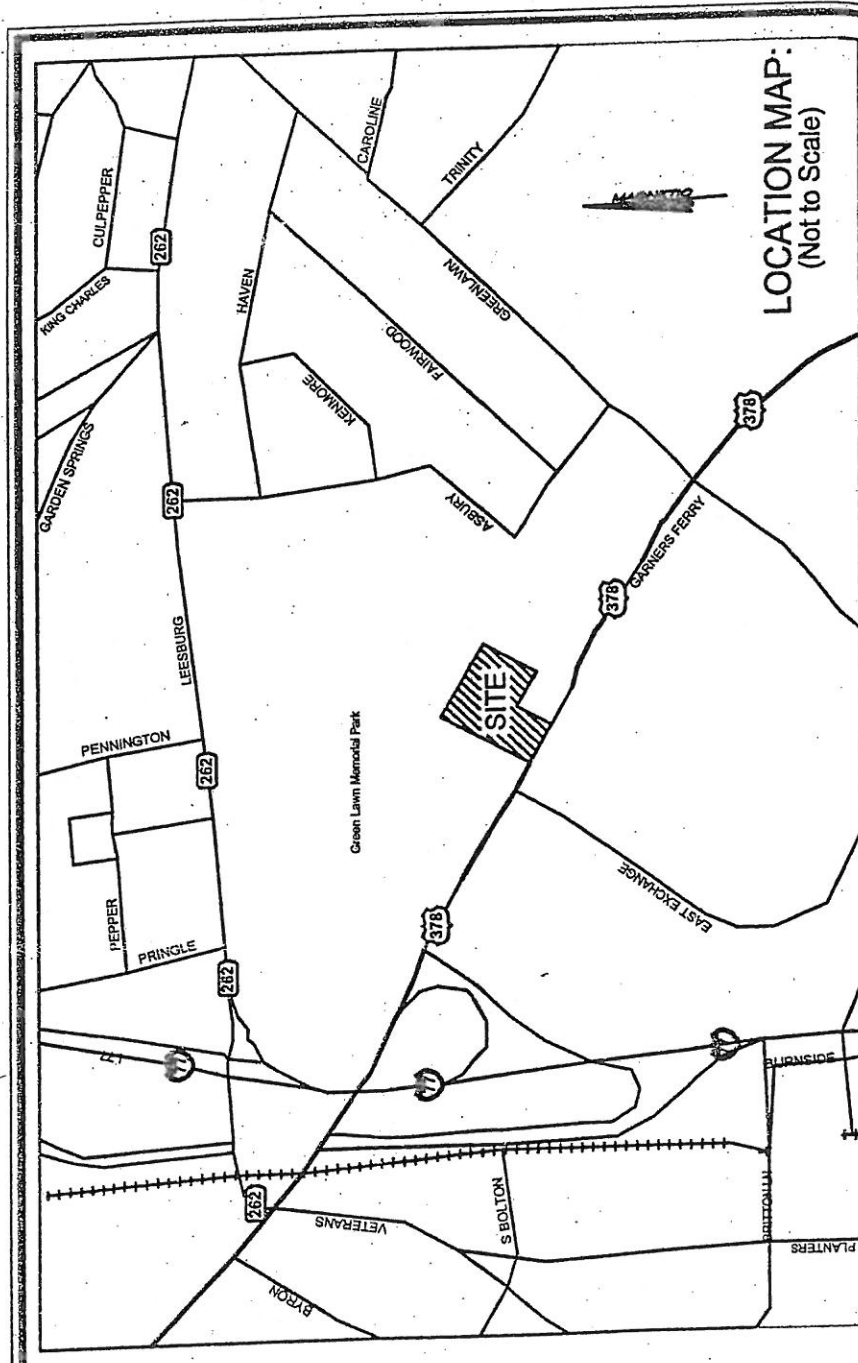 LOCATION MAP:
(Not to Scale)
CULPEPPER
KING CHARLES
262
GARDEN SPRINGS
262
LEESBURG
PENNINGTON
262
PEPPER
PRINGLE
262
I 77
77
77
262
HAVEN
KENMORE
FAIRWOOD
ASBURY
CAROLINE
TRINITY
GREENLAWN
Green Lawn Memorial Park
SITE
378
GARNERS FERRY
378
378
EAST EXCHANGE
BURNSIDE
VETERANS
S BOLTON
BYRON
PLANTERS